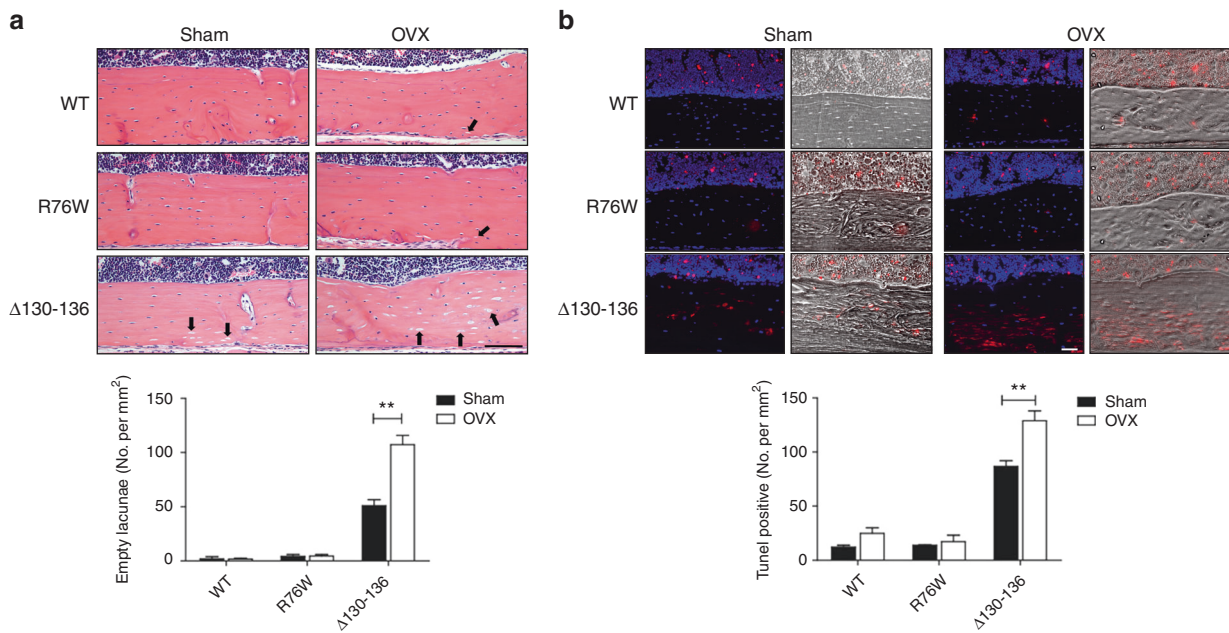 a
Sham OVX
WT
R76W
Δ130-136
Empty lacunae (No. per mm²)
150
100
50
0
**
Sham
OVX
WT
R76W
Δ130-136
b
Sham OVX
WT
R76W
Δ130-136
Tunel positive (No. per mm²)
150
100
50
0
**
Sham
OVX
WT
R76W
Δ130-136